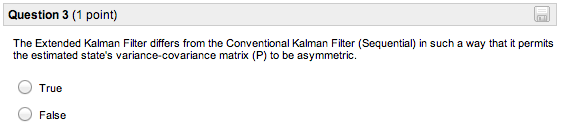 Question 3 (1 point)
The Extended Kalman Filter differs from the Conventional Kalman Filter (Sequential) in such a way that it permits
the estimated state's variance-covariance matrix (P) to be asymmetric.
True
False